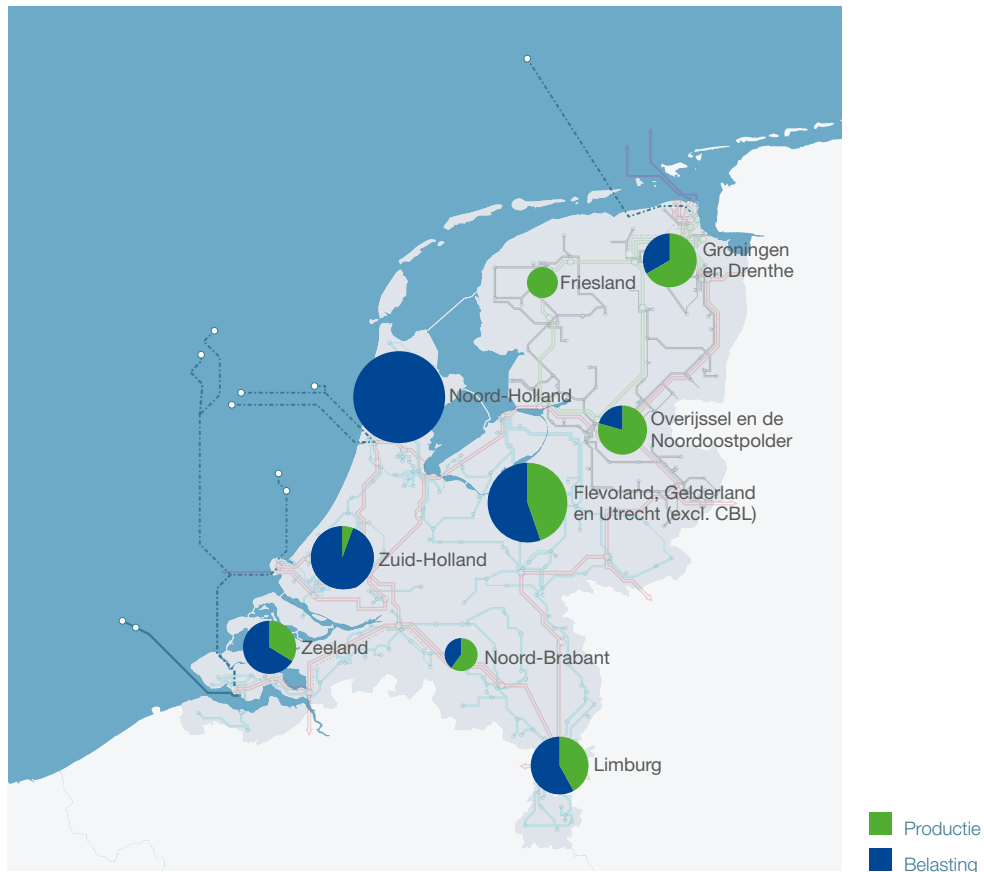 Groningen
en Drenthe
Friesland
Noord-Holland
Overijssel en de
Noordoostpolder
Flevoland, Gelderland
en Utrecht (excl. CBL)
Zuid-Holland
Zeeland
Noord-Brabant
Limburg
Productie
Belasting